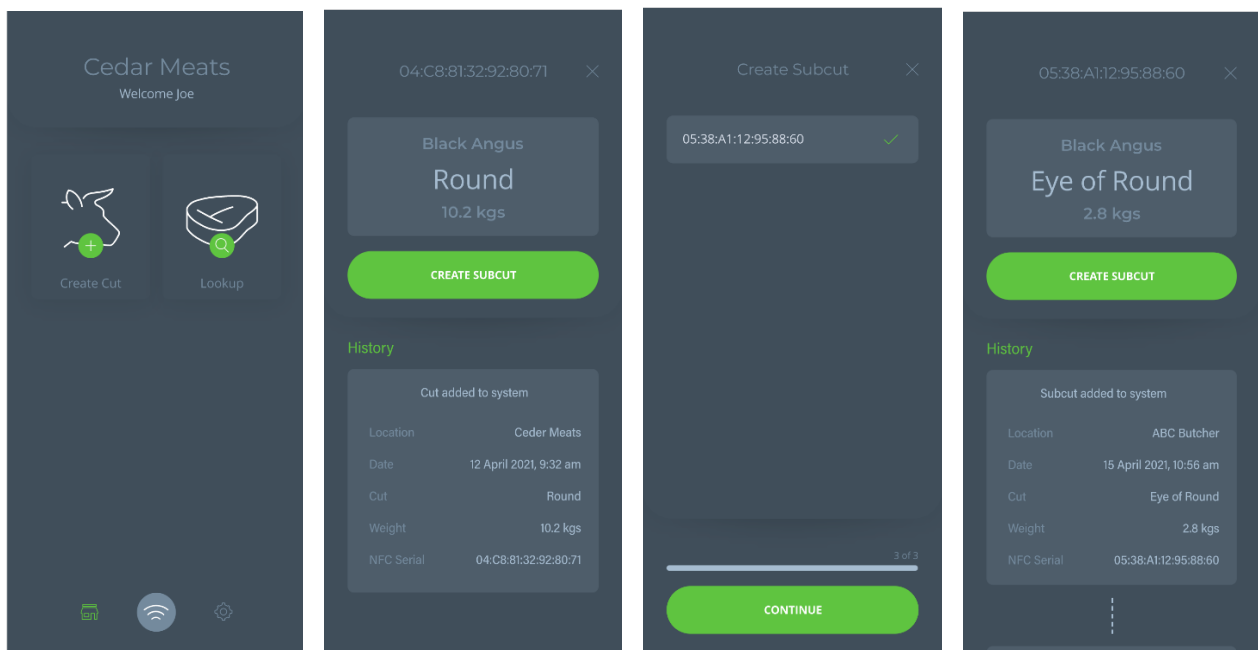 Cedar Meats
Welcome Joe
Create Cut
Lookup
04:C8:81:32:92:80:71
Black Angus
Round
10.2 kgs
CREATE SUBCUT
History
Cut added to system
Location Ceder Meats
Date 12 April 2021, 9:32 am
Cut Round
Weight 10.2 kgs
NFC Serial 04:C8:81:32:92:80:71
Create Subcut
05:38:A1:12:95:88:60
3 of 3
CONTINUE
05:38:A1:12:95:88:60
Black Angus
Eye of Round
2.8 kgs
CREATE SUBCUT
History
Subcut added to system
Location ABC Butcher
Date 15 April 2021, 10:56 am
Cut Eye of Round
Weight 2.8 kgs
NFC Serial 05:38:A1:12:95:88:60